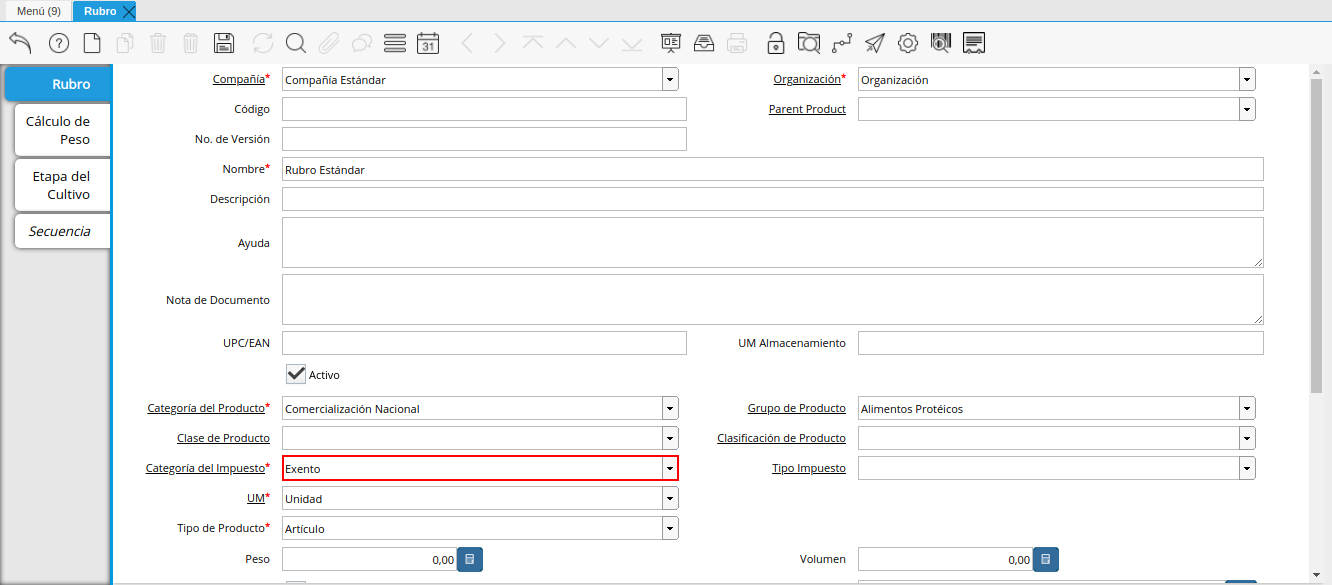 Menú (9)
Rubro
31
Rubro
Cálculo de
Peso
Etapa del
Cultivo
Secuencia
Compañía* Compañía Estándar
Organización* Organización
Código
Parent Product
No. de Versión
Nombre* Rubro Estándar
Descripción
Ayuda
Nota de Documento
UPC/EAN
UM Almacenamiento
Activo
Categoría del Producto* Comercialización Nacional
Grupo de Producto Alimentos Protéicos
Clase de Producto
Clasificación de Producto
Categoría del Impuesto* Exento
Tipo Impuesto
UM* Unidad
Tipo de Producto* Artículo
Peso 0,00
Volumen 0,00